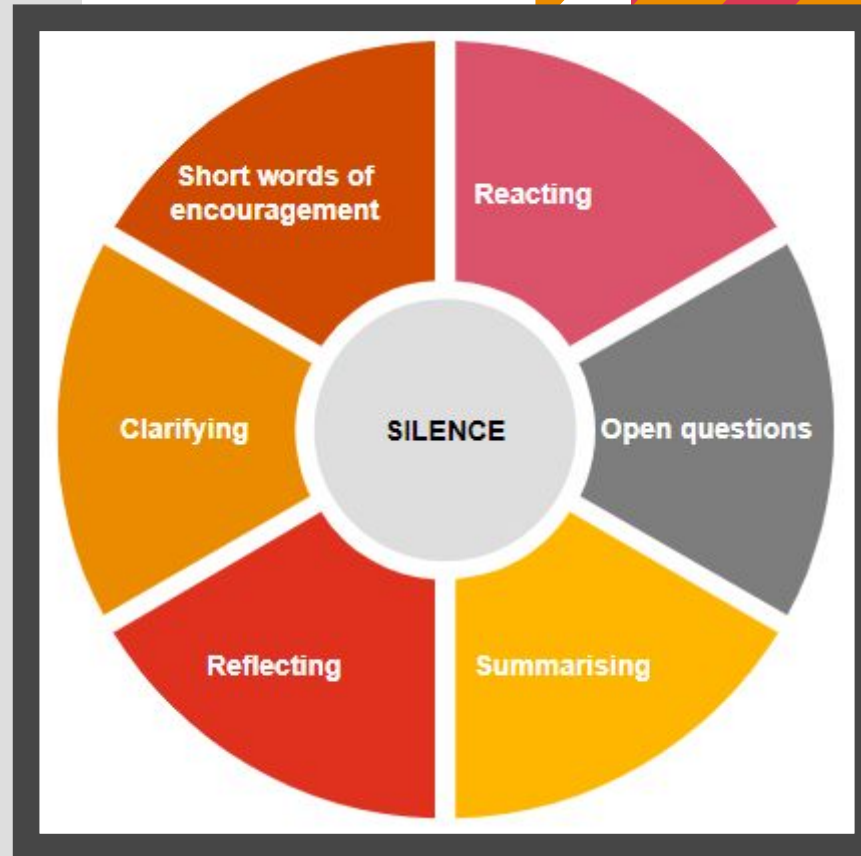 Short words of
encouragement
Reacting
Clarifying
SILENCE
Open questions
Reflecting
Summarising